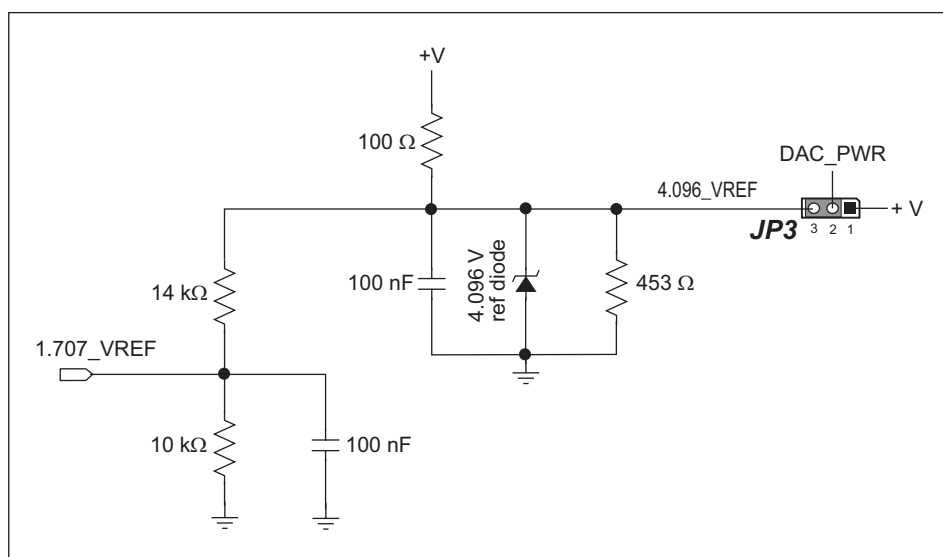 +V
100 Ω
DAC_PWR
4.096_VREF
+ V
JP3
3 2 1
14 kΩ
100 nF
4.096 V
ref diode
453 Ω
1.707_VREF
10 kΩ
100 nF